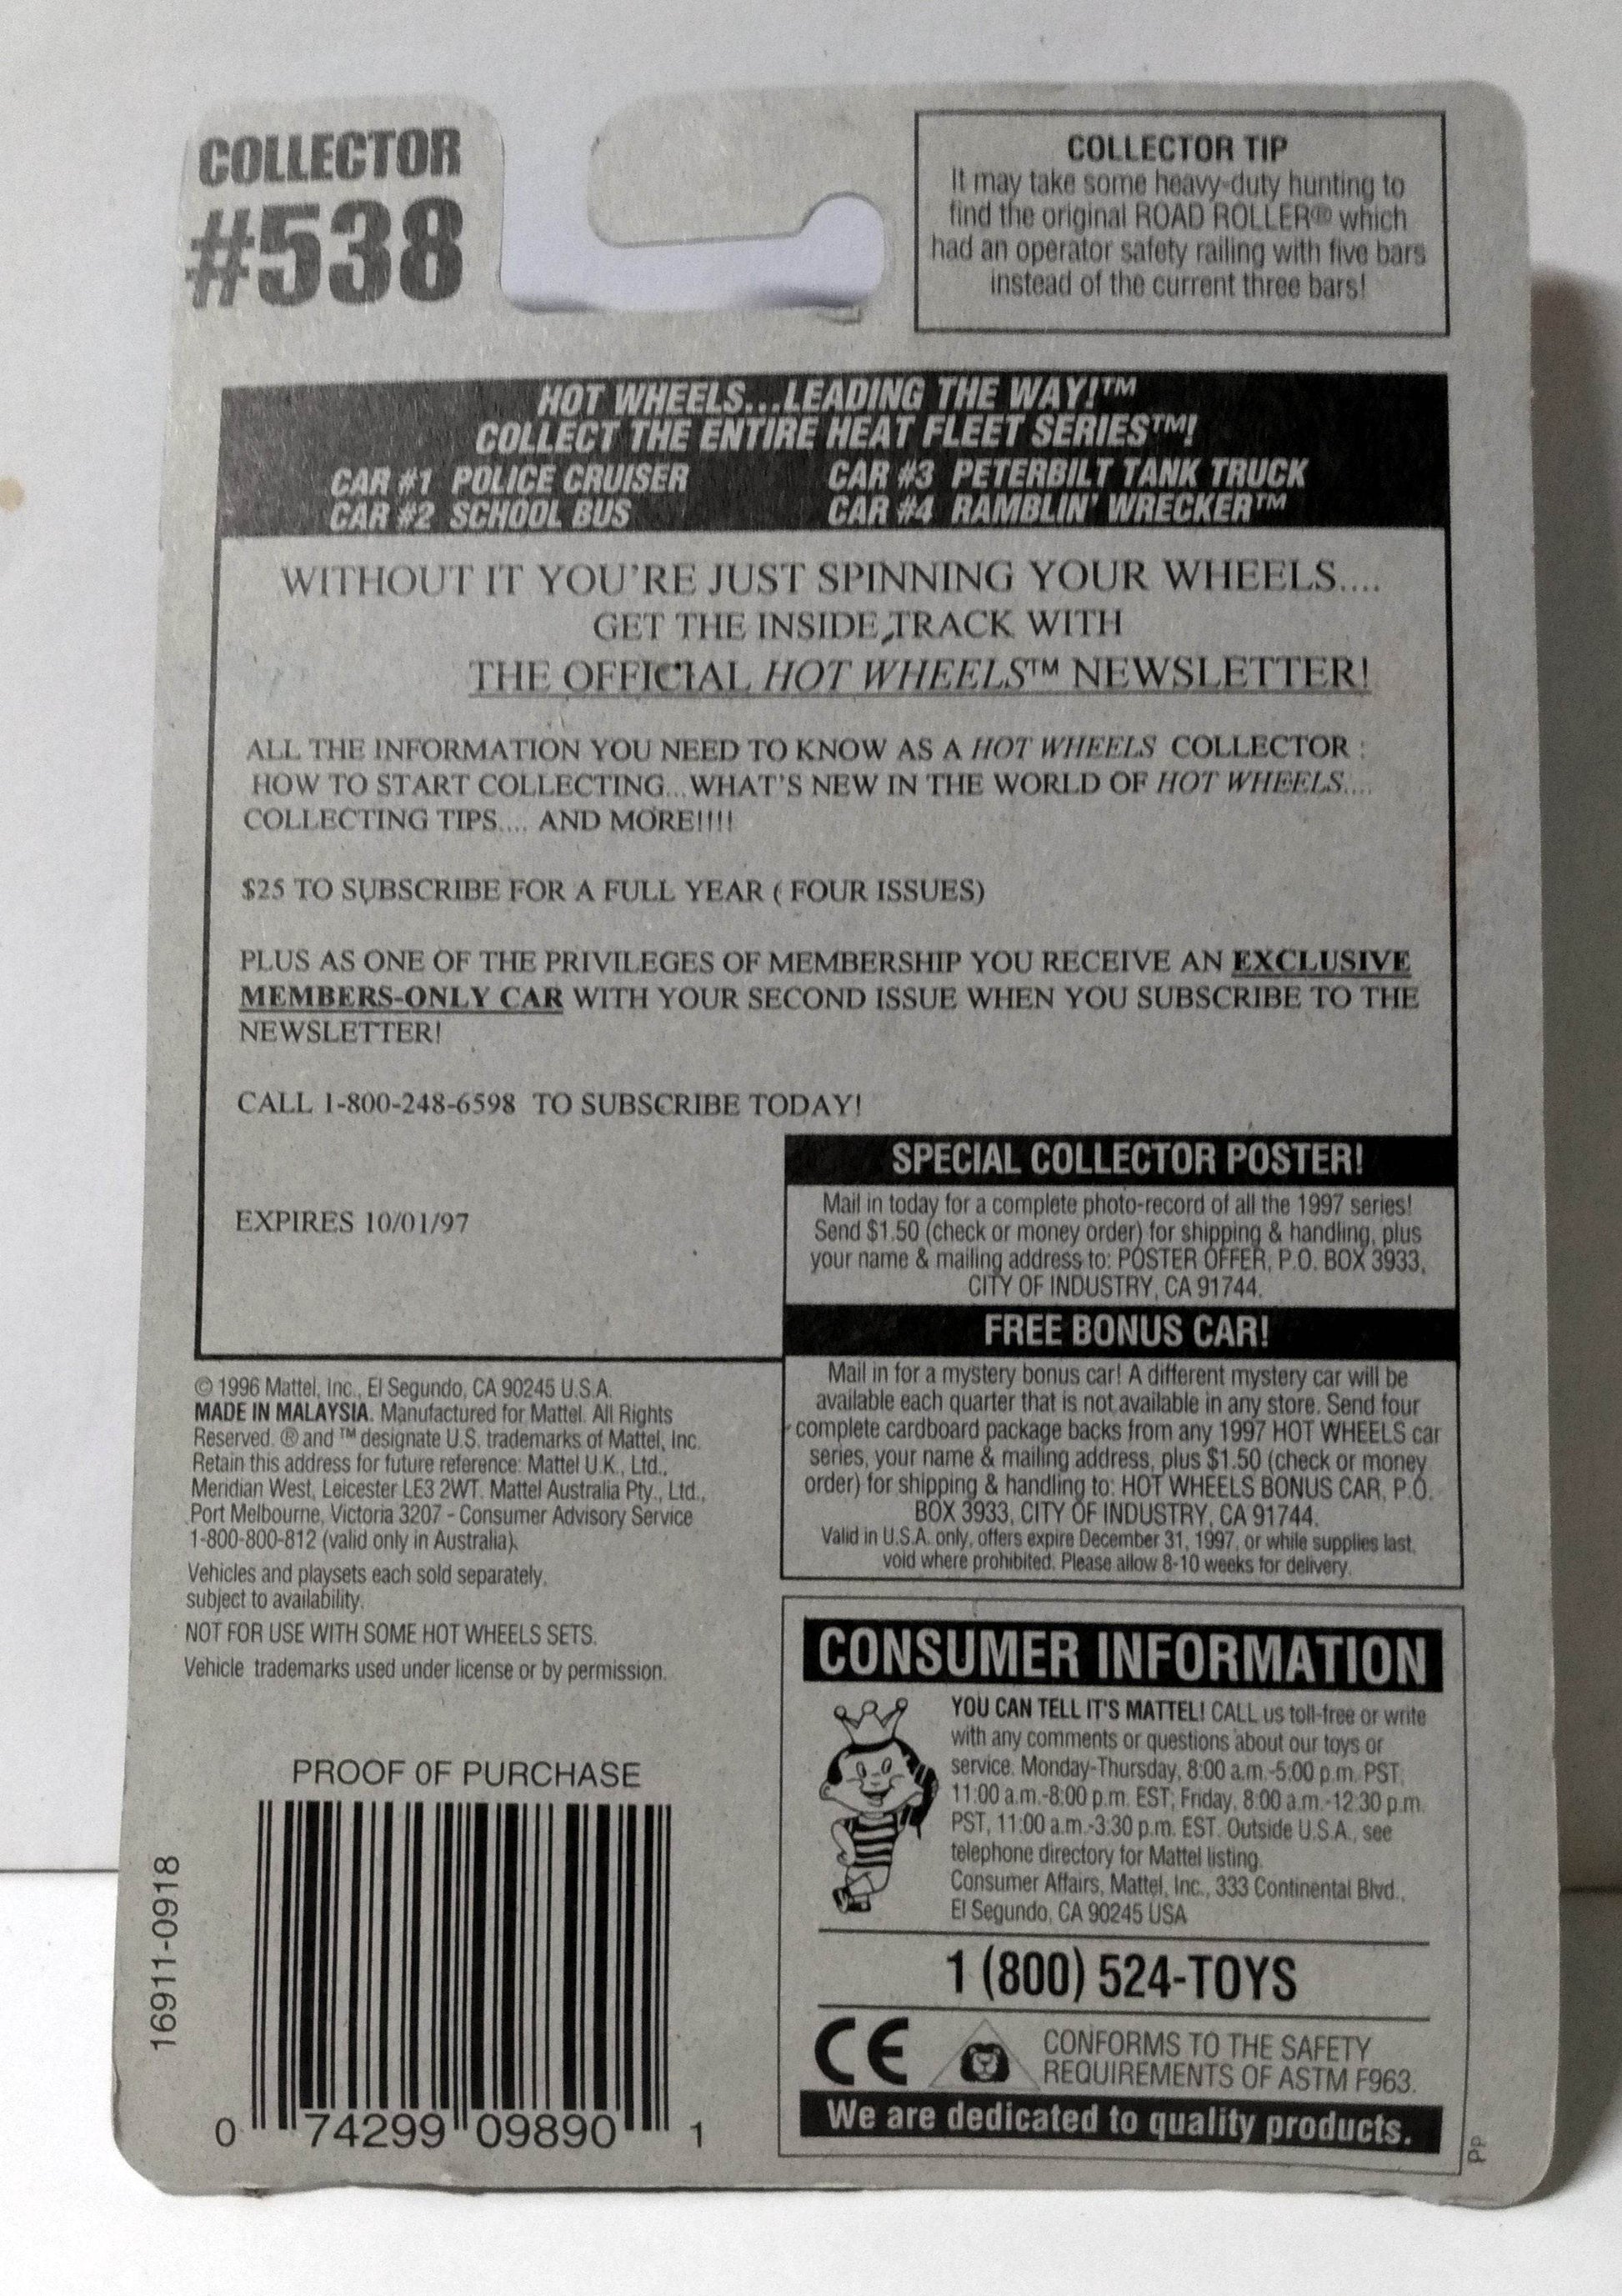 COLLECTOR
#538
COLLECTOR TIP
It may take some heavy-duty hunting to
find the original ROAD ROLLER® which
had an operator safety railing with five bars
instead of the current three bars!
HOT WHEELS...LEADING THE WAY!™
COLLECT THE ENTIRE HEAT FLEET SERIES™!
CAR #1 POLICE CRUISER
CAR #2 SCHOOL BUS
CAR #3 PETERBILT TANK TRUCK
CAR #4 RAMBLIN' WRECKER™
WITHOUT IT YOU'RE JUST SPINNING YOUR WHEELS....
GET THE INSIDE TRACK WITH
THE OFFICIAL HOT WHEELS™ NEWSLETTER!
ALL THE INFORMATION YOU NEED TO KNOW AS A HOT WHEELS COLLECTOR :
HOW TO START COLLECTING...WHAT'S NEW IN THE WORLD OF HOT WHEELS....
COLLECTING TIPS.... AND MORE!!!!
$25 TO SUBSCRIBE FOR A FULL YEAR ( FOUR ISSUES)
PLUS AS ONE OF THE PRIVILEGES OF MEMBERSHIP YOU RECEIVE AN EXCLUSIVE
MEMBERS-ONLY CAR WITH YOUR SECOND ISSUE WHEN YOU SUBSCRIBE TO THE
NEWSLETTER!
CALL 1-800-248-6598 TO SUBSCRIBE TODAY!
EXPIRES 10/01/97
SPECIAL COLLECTOR POSTER!
Mail in today for a complete photo-record of all the 1997 series!
Send $1.50 (check or money order) for shipping & handling, plus
your name & mailing address to: POSTER OFFER, P.O. BOX 3933,
CITY OF INDUSTRY, CA 91744.
FREE BONUS CAR!
Mail in for a mystery bonus car! A different mystery car will be
available each quarter that is not available in any store. Send four
complete cardboard package backs from any 1997 HOT WHEELS car
series, your name & mailing address, plus $1.50 (check or money
order) for shipping & handling to: HOT WHEELS BONUS CAR, P.O.
BOX 3933, CITY OF INDUSTRY, CA 91744.
Valid in U.S.A. only, offers expire December 31, 1997, or while supplies last,
void where prohibited. Please allow 8-10 weeks for delivery.
© 1996 Mattel, Inc., El Segundo, CA 90245 U.S.A.
MADE IN MALAYSIA. Manufactured for Mattel. All Rights
Reserved. ® and ™ designate U.S. trademarks of Mattel, Inc.
Retain this address for future reference: Mattel U.K., Ltd.,
Meridian West, Leicester LE3 2WT. Mattel Australia Pty., Ltd.,
Port Melbourne, Victoria 3207 - Consumer Advisory Service
1-800-800-812 (valid only in Australia).
Vehicles and playsets each sold separately,
subject to availability.
NOT FOR USE WITH SOME HOT WHEELS SETS.
Vehicle trademarks used under license or by permission.
PROOF OF PURCHASE
16911-0918
0 74299 09890 1
CONSUMER INFORMATION
YOU CAN TELL IT'S MATTEL! CALL us toll-free or write
with any comments or questions about our toys or
service. Monday-Thursday, 8:00 a.m.-5:00 p.m. PST,
11:00 a.m.-8:00 p.m. EST; Friday, 8:00 a.m.-12:30 p.m.
PST, 11:00 a.m.-3:30 p.m. EST. Outside U.S.A., see
telephone directory for Mattel listing.
Consumer Affairs, Mattel, Inc., 333 Continental Blvd.,
El Segundo, CA 90245 USA
1 (800) 524-TOYS
CE
CONFORMS TO THE SAFETY
REQUIREMENTS OF ASTM F963.
We are dedicated to quality products.
PP